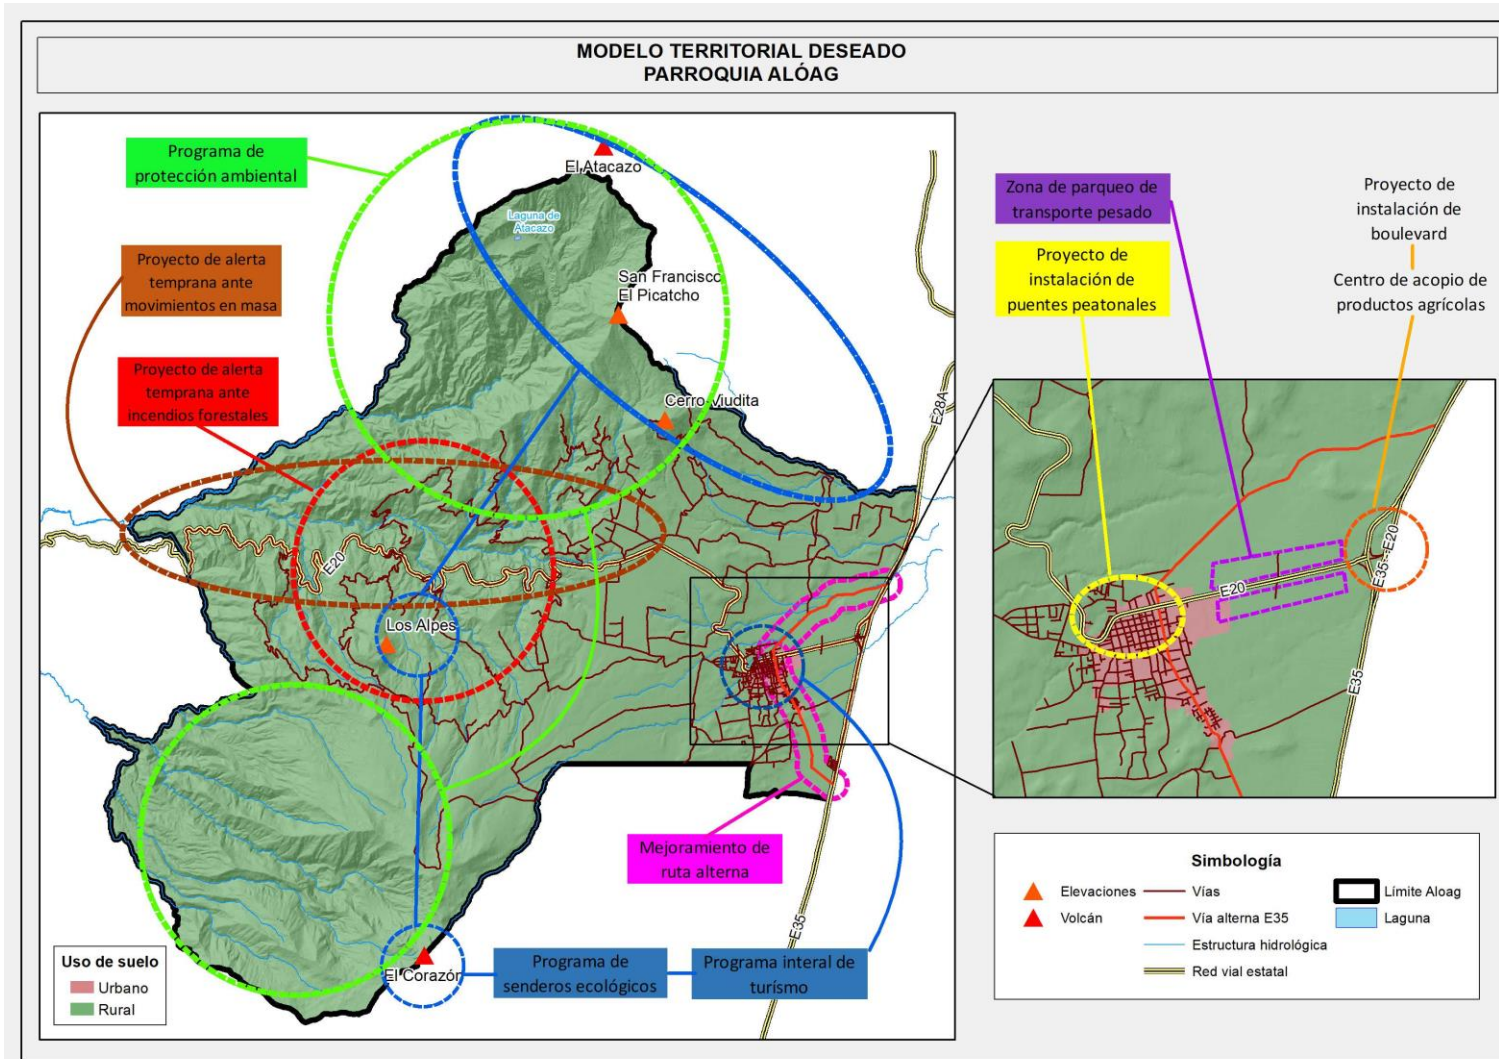 MODELO TERRITORIAL DESEADO
PARROQUIA ALÓAG
Programa de
protección ambiental
El Atacazo
Laguna de
Atacazo
Proyecto de alerta
temprana ante
movimientos en masa
San Francisco
El Picatcho
Proyecto de alerta
temprana ante
incendios forestales
Cerro Viudita
E28A
E20
Los Alpes
Mejoramiento de
ruta alterna
E35
El Corazón
Programa de
senderos ecológicos
Programa interal de
turísmo
Uso de suelo
Urbano
Rural
Zona de parqueo de
transporte pesado
Proyecto de
instalación de
boulevard
Proyecto de
instalación de
puentes peatonales
Centro de acopio de
productos agrícolas
E20
E35--E20
E35
Simbología
Elevaciones
Vías
Límite Aloag
Volcán
Vía alterna E35
Laguna
Estructura hidrológica
Red vial estatal